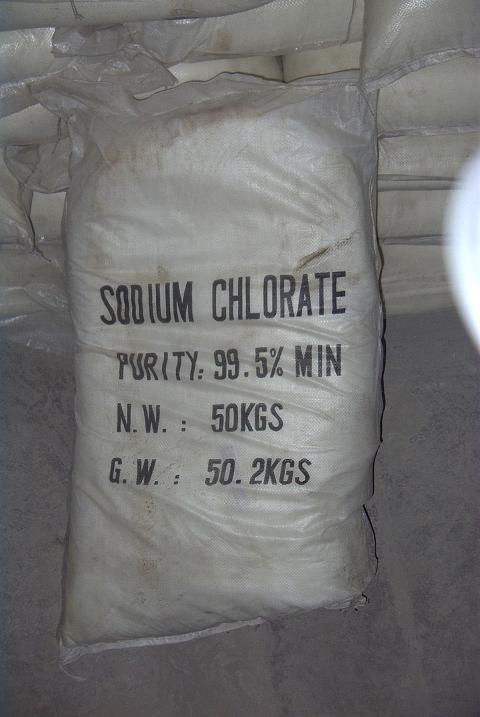 SODIUM CHLORATE
PURITY: 99.5% MIN
N.W. : 50KGS
G.W. : 50.2KGS